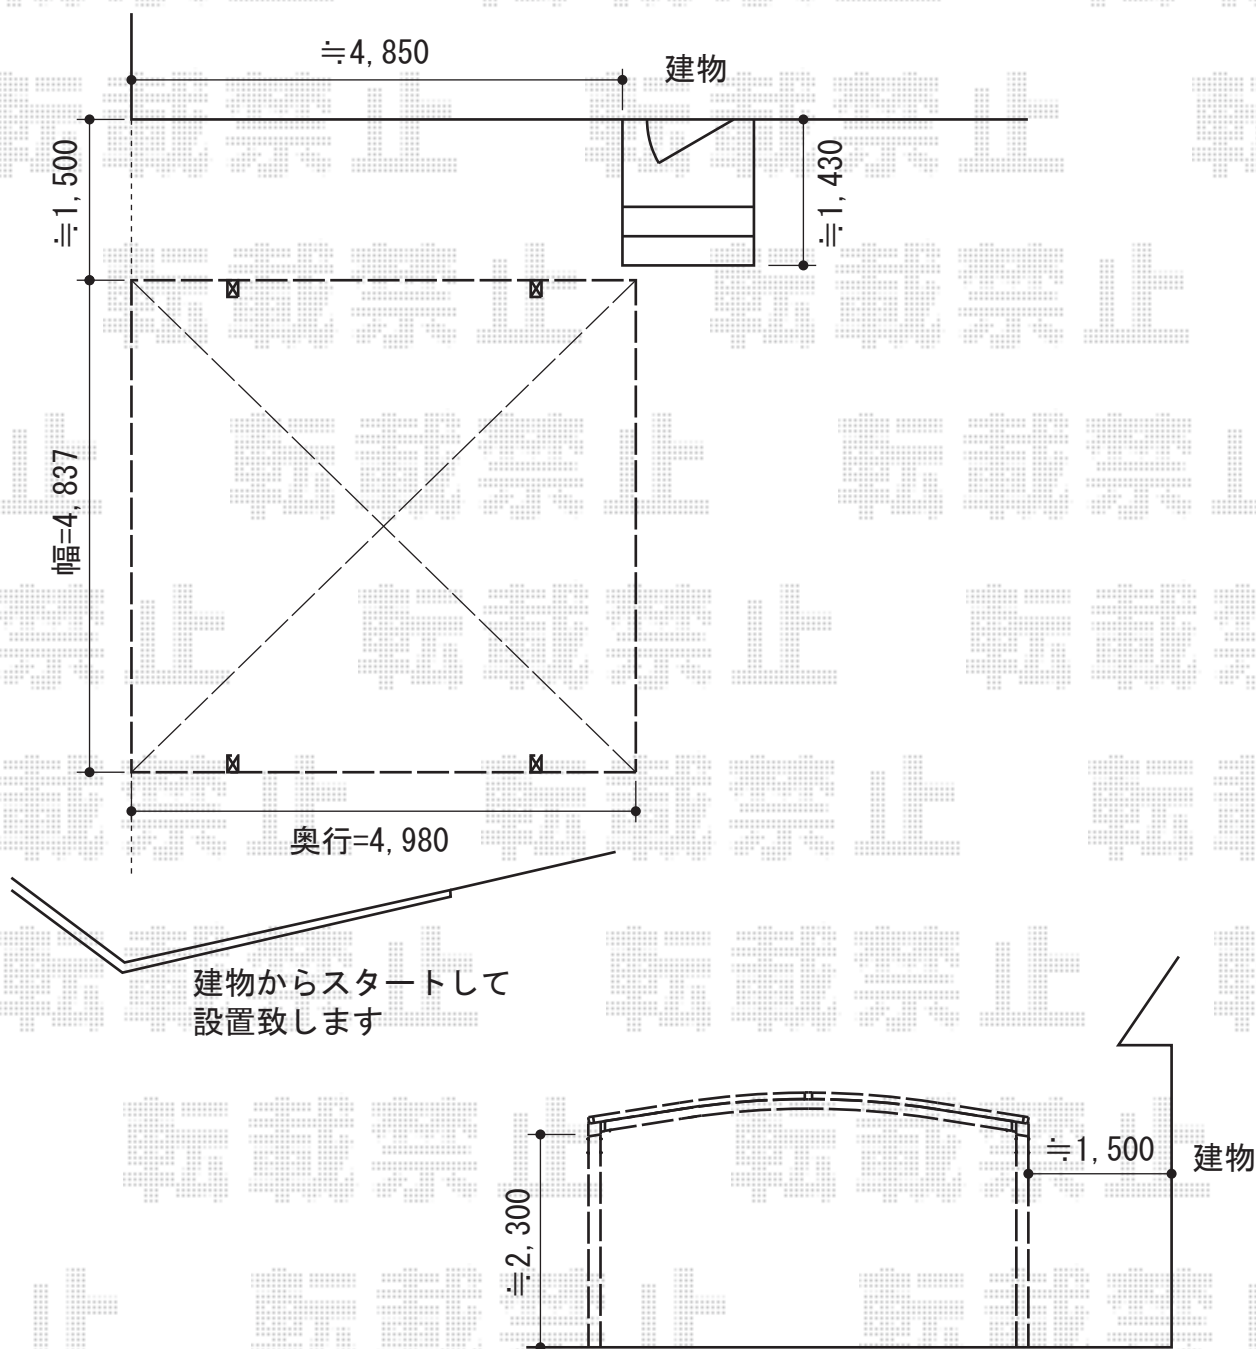 ≒4,850
建物
≒1,500
≒1,430
幅=4,837
奥行=4,980
建物からスタートして
設置致します
≒1,500
建物
≒2,300
転載禁止